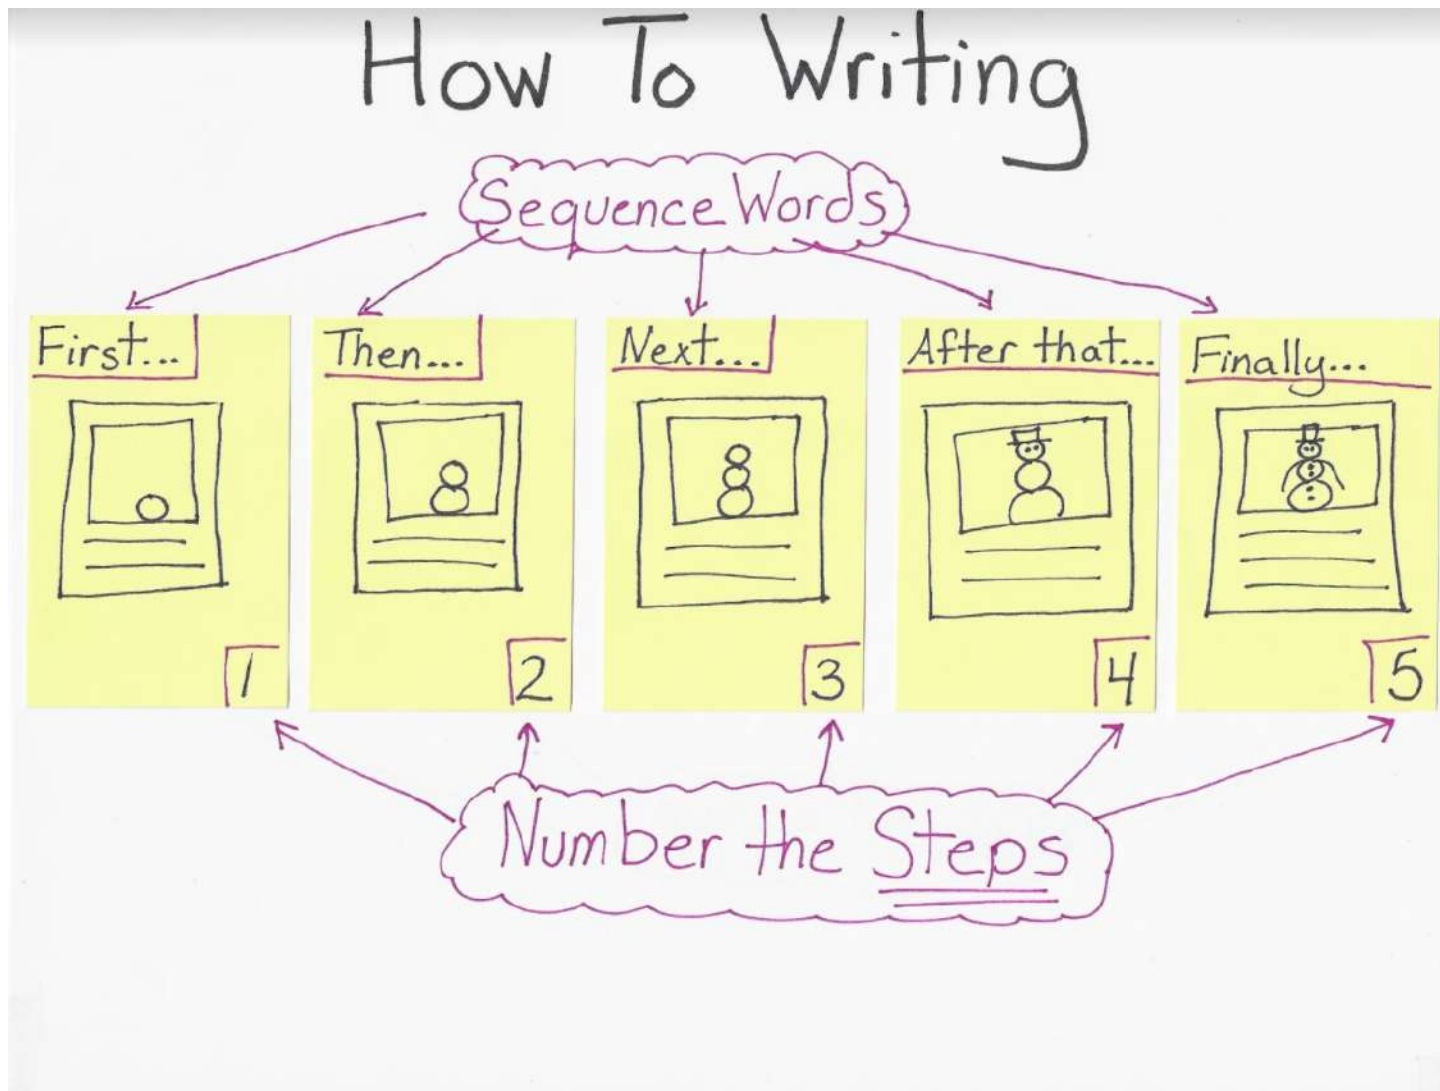 How To Writing
Sequence Words
First...
Then...
Next...
After that...
Finally...
1
2
3
4
5
Number the Steps